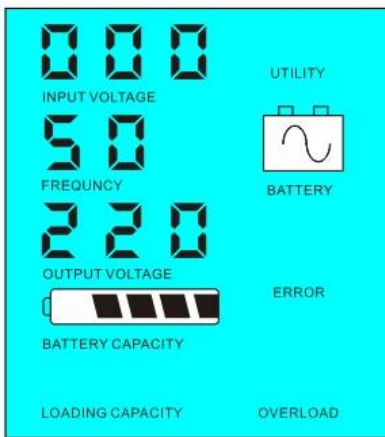 000
UTILITY
INPUT VOLTAGE
50
FREQUNCY
BATTERY
220
OUTPUT VOLTAGE
ERROR
BATTERY CAPACITY
LOADING CAPACITY
OVERLOAD